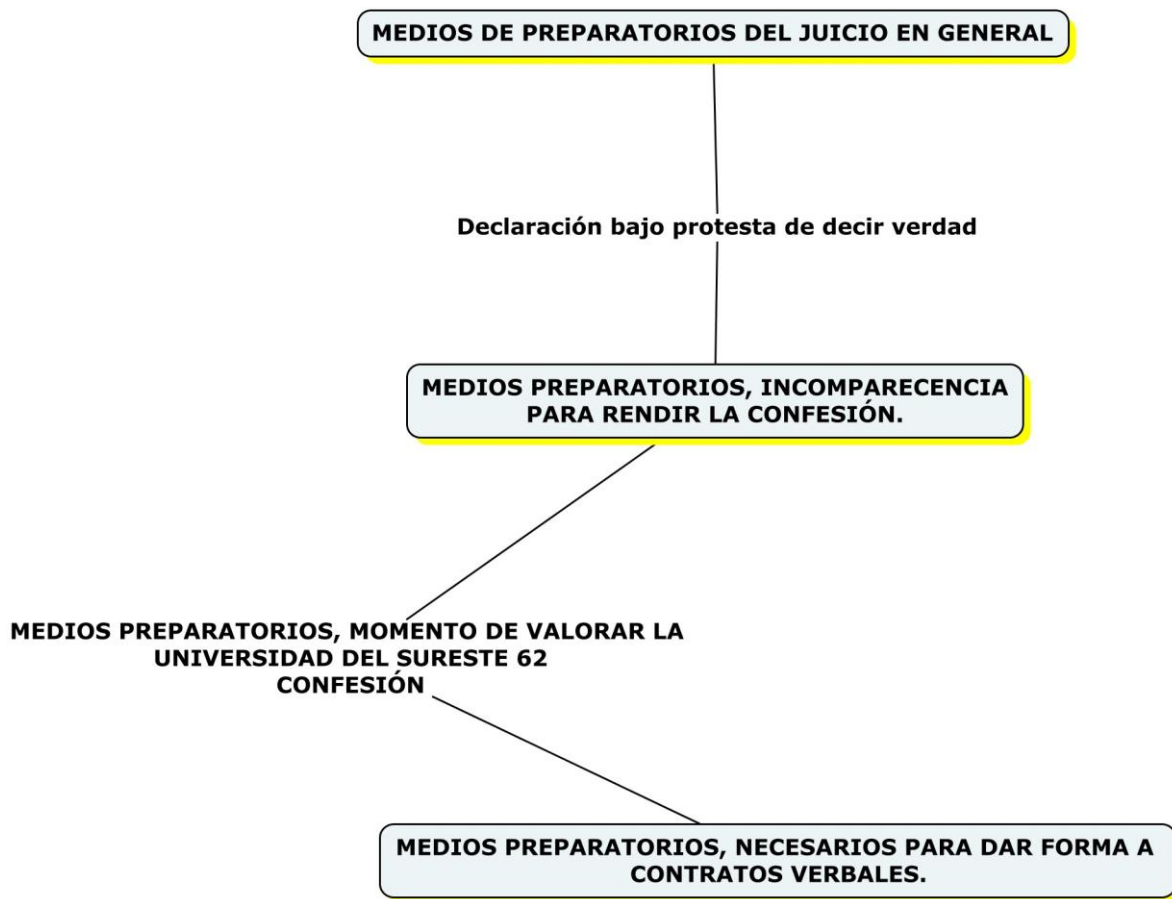 MEDIOS DE PREPARATORIOS DEL JUICIO EN GENERAL
Declaración bajo protesta de decir verdad
MEDIOS PREPARATORIOS, INCOMPARECENCIA
PARA RENDIR LA CONFESIÓN.
MEDIOS PREPARATORIOS, MOMENTO DE VALORAR LA
UNIVERSIDAD DEL SURESTE 62
CONFESIÓN
MEDIOS PREPARATORIOS, NECESARIOS PARA DAR FORMA A
CONTRATOS VERBALES.